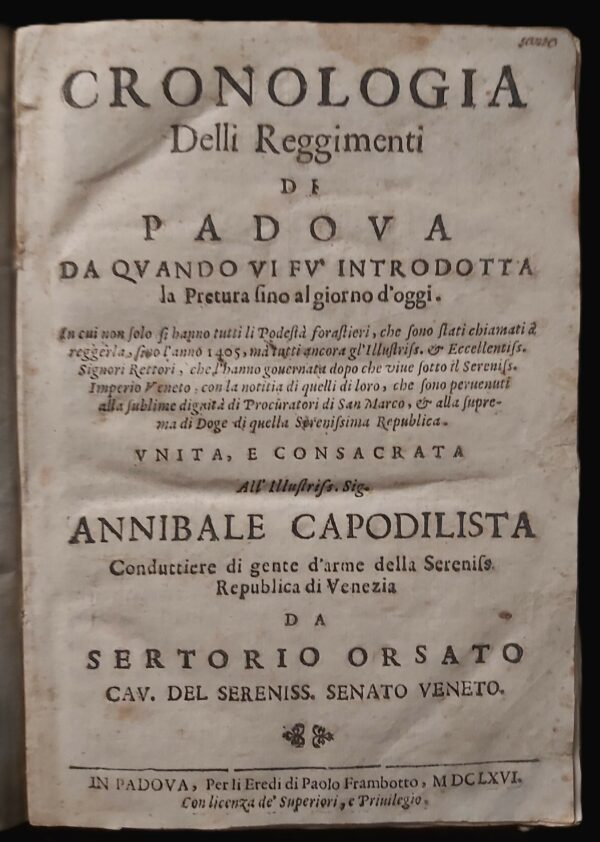 CRONOLOGIA
Delli Reggimenti
DI
PADOVA
DA QVANDO VI FV' INTRODOTTA
la Pretura ſino al giorno d'oggi.
In cui non ſolo ſi hanno tutti li Podeſtà foraſtieri, che ſono ſtati chiamati à
reggerla, ſino l'anno 1405, mà tutti ancora gl'Illuſtriſs. & Eccellentiſs.
Signori Rettori, che l'hanno gouernata dopo che viue ſotto il Sereniſs.
Imperio Veneto, con la notitia di quelli di loro, che ſono peruenuti
alla ſublime dignità di Procuratori di San Marco, & alla ſupre-
ma di Doge di quella Sereniſsima Republica.
VNITA, E CONSACRATA
All' Illuſtriſs. Sig.
ANNIBALE CAPODILISTA
Conduttiere di gente d'arme della Sereniſs.
Republica di Venezia
DA
SERTORIO ORSATO
CAV. DEL SERENISS. SENATO VENETO.
IN PADOVA, Per li Eredi di Paolo Frambotto, MDCLXVI.
Con licenza de' Superiori, e Priuilegio.